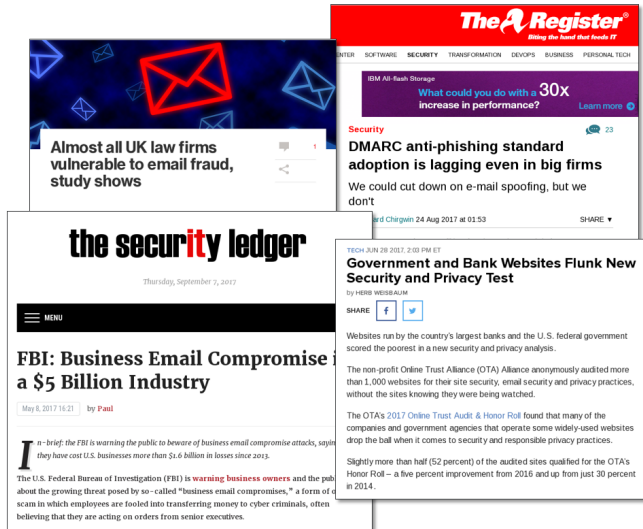 The Register®
Biting the hand that feeds IT
ENTER SOFTWARE SECURITY TRANSFORMATION DEVOPS BUSINESS PERSONAL TECH
IBM All-flash Storage
What could you do with a 30x
increase in performance?
Learn more
Security
23
DMARC anti-phishing standard
adoption is lagging even in big firms
We could cut down on e-mail spoofing, but we
don't
ard Chirgwin 24 Aug 2017 at 01:53
SHARE ▼
Almost all UK law firms
vulnerable to email fraud,
study shows
1
the security ledger
Thursday, September 7, 2017
MENU
FBI: Business Email Compromise i
a $5 Billion Industry
May 8, 2017 16:21 by Paul
In-brief: the FBI is warning the public to beware of business email compromise attacks, sayin
they have cost U.S. businesses more than $1.6 billion in losses since 2013.
The U.S. Federal Bureau of Investigation (FBI) is warning business owners and the pub
about the growing threat posed by so-called "business email compromises," a form of o
scam in which employees are fooled into transferring money to cyber criminals, often
believing that they are acting on orders from senior executives.
TECH JUN 28 2017, 2:03 PM ET
Government and Bank Websites Flunk New
Security and Privacy Test
by HERB WEISBAUM
SHARE
Websites run by the country's largest banks and the U.S. federal government
scored the poorest in a new security and privacy analysis.
The non-profit Online Trust Alliance (OTA) Alliance anonymously audited more
than 1,000 websites for their site security, email security and privacy practices,
without the sites knowing they were being watched.
The OTA's 2017 Online Trust Audit & Honor Roll found that many of the
companies and government agencies that operate some widely-used websites
drop the ball when it comes to security and responsible privacy practices.
Slightly more than half (52 percent) of the audited sites qualified for the OTA's
Honor Roll – a five percent improvement from 2016 and up from just 30 percent
in 2014.